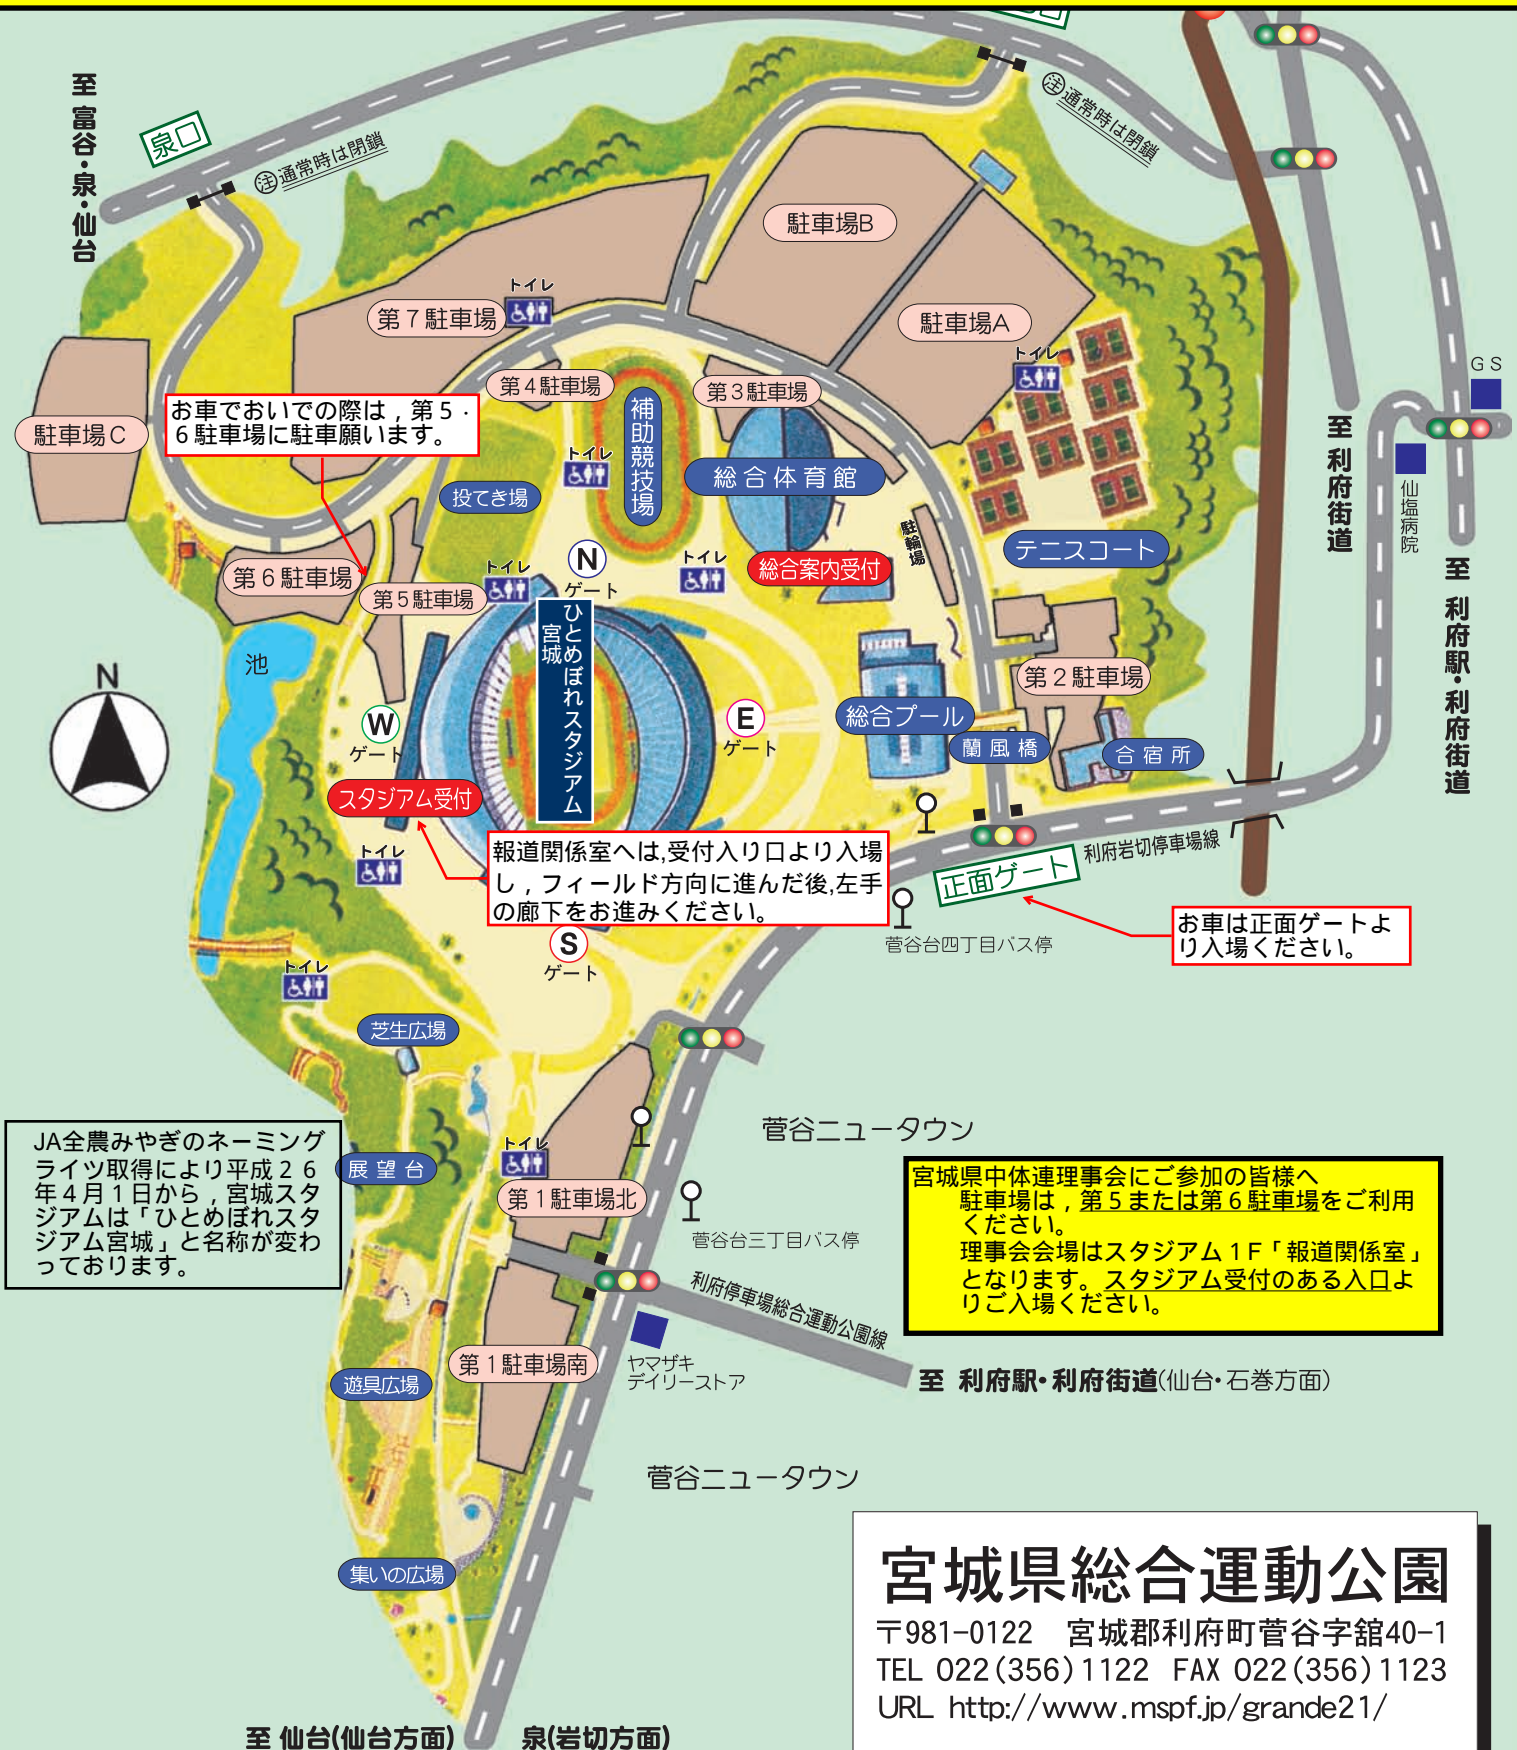 至 富谷・泉・仙台
泉口
注通常時は閉鎖
注通常時は閉鎖
駐車場B
駐車場A
トイレ
第7駐車場
トイレ
第4駐車場
第3駐車場
補助競技場
駐車場C
お車でおいでの際は，第5・
6駐車場に駐車願います。
投てき場
トイレ
総合体育館
駐輪場
テニスコート
至 利府街道
GS
仙塩病院
至 利府駅・利府街道
第6駐車場
第5駐車場
トイレ
N
ゲート
トイレ
総合案内受付
ひとめぼれスタジアム
宮城
池
N
W
ゲート
E
ゲート
総合プール
第2駐車場
蘭風橋
合宿所
スタジアム受付
トイレ
報道関係室へは,受付入り口より入場
し，フィールド方向に進んだ後,左手
の廊下をお進みください。
正面ゲート
利府岩切停車場線
お車は正面ゲートよ
り入場ください。
菅谷台四丁目バス停
S
ゲート
トイレ
芝生広場
JA全農みやぎのネーミング
ライツ取得により平成26
年4月1日から，宮城スタ
ジアムは「ひとめぼれスタ
ジアム宮城」と名称が変わ
っております。
展望台
トイレ
第1駐車場北
菅谷ニュータウン
菅谷台三丁目バス停
宮城県中体連理事会にご参加の皆様へ
駐車場は，第5または第6駐車場をご利用
ください。
理事会会場はスタジアム1F「報道関係室」
となります。スタジアム受付のある入口よ
りご入場ください。
利府停車場総合運動公園線
第1駐車場南
ヤマザキ
デイリーストア
至 利府駅・利府街道(仙台・石巻方面)
遊具広場
菅谷ニュータウン
集いの広場
宮城県総合運動公園
〒981-0122 宮城郡利府町菅谷字舘40-1
TEL 022(356)1122 FAX 022(356)1123
URL http://www.mspf.jp/grande21/
至 仙台(仙台方面)
泉(岩切方面)